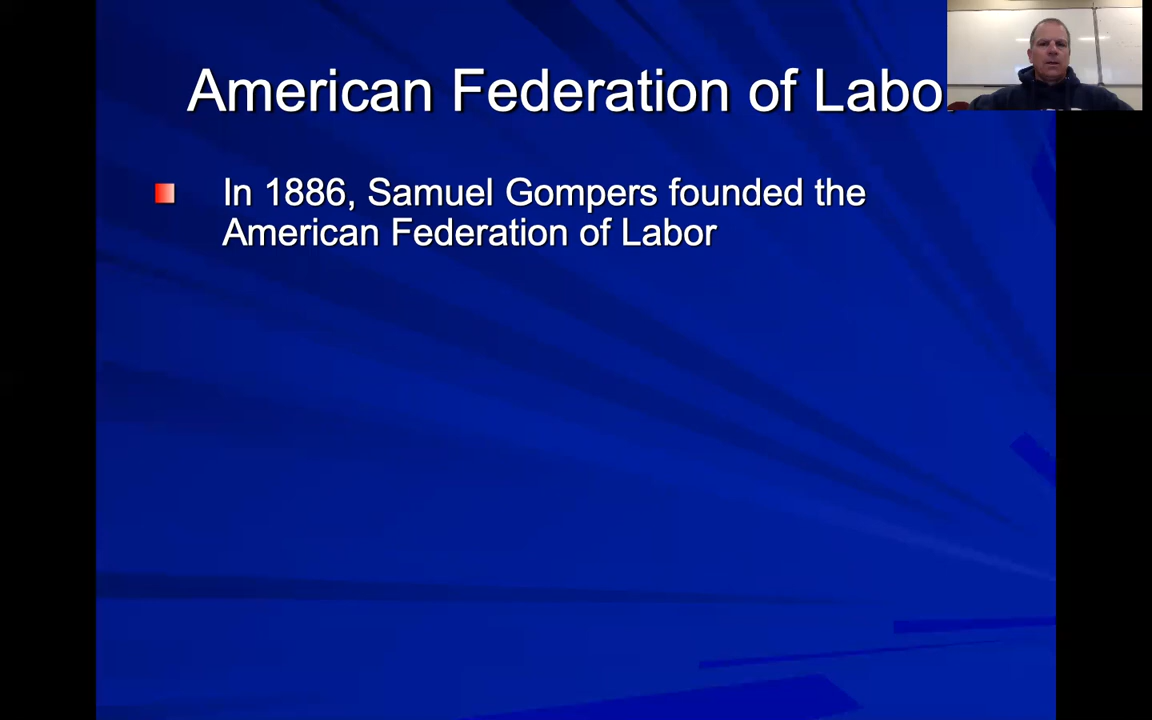 American Federation of Labo
In 1886, Samuel Gompers founded the
American Federation of Labor